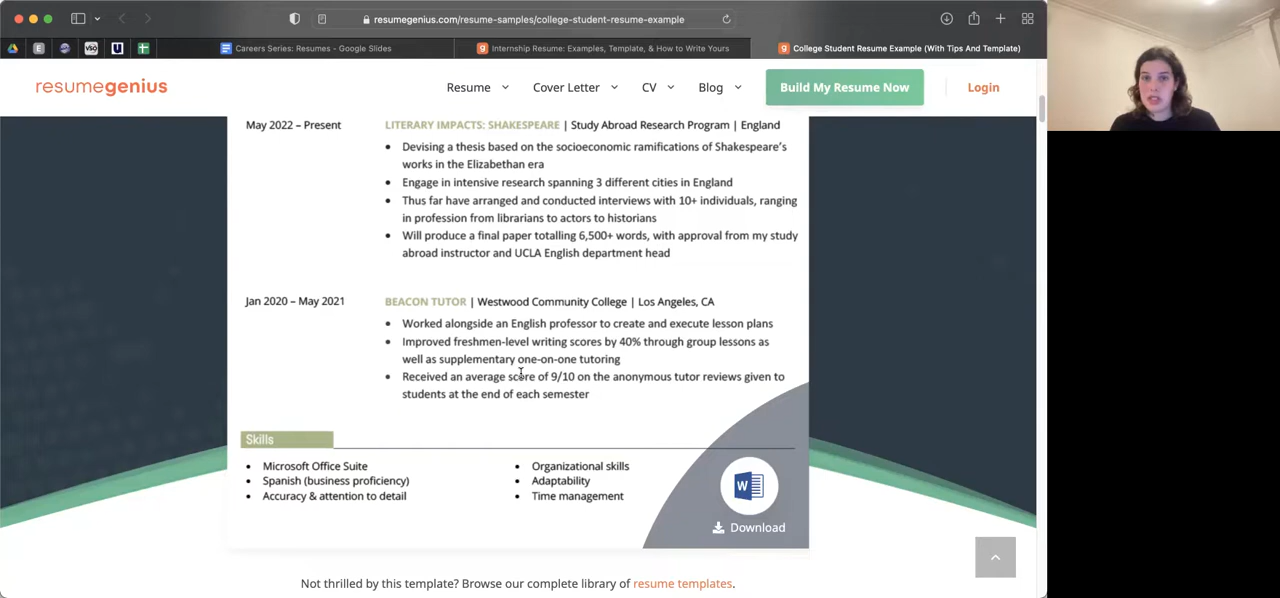 resumegenius.com/resume-samples/college-student-resume-example
E
VSO
U
Careers Series: Resumes - Google Slides
g
Internship Resume: Examples, Template, & How to Write Yours
g
College Student Resume Example (With Tips And Template)
resumegenius
Resume
Cover Letter
CV
Blog
Build My Resume Now
Login
May 2022 – Present
LITERARY IMPACTS: SHAKESPEARE | Study Abroad Research Program | England
• Devising a thesis based on the socioeconomic ramifications of Shakespeare's
works in the Elizabethan era
• Engage in intensive research spanning 3 different cities in England
• Thus far have arranged and conducted interviews with 10+ individuals, ranging
in profession from librarians to actors to historians
• Will produce a final paper totalling 6,500+ words, with approval from my study
abroad instructor and UCLA English department head
Jan 2020 – May 2021
BEACON TUTOR | Westwood Community College | Los Angeles, CA
• Worked alongside an English professor to create and execute lesson plans
• Improved freshmen-level writing scores by 40% through group lessons as
well as supplementary one-on-one tutoring
• Received an average score of 9/10 on the anonymous tutor reviews given to
students at the end of each semester
Skills
• Microsoft Office Suite
• Spanish (business proficiency)
• Accuracy & attention to detail
• Organizational skills
• Adaptability
• Time management
W
Download
Not thrilled by this template? Browse our complete library of resume templates.